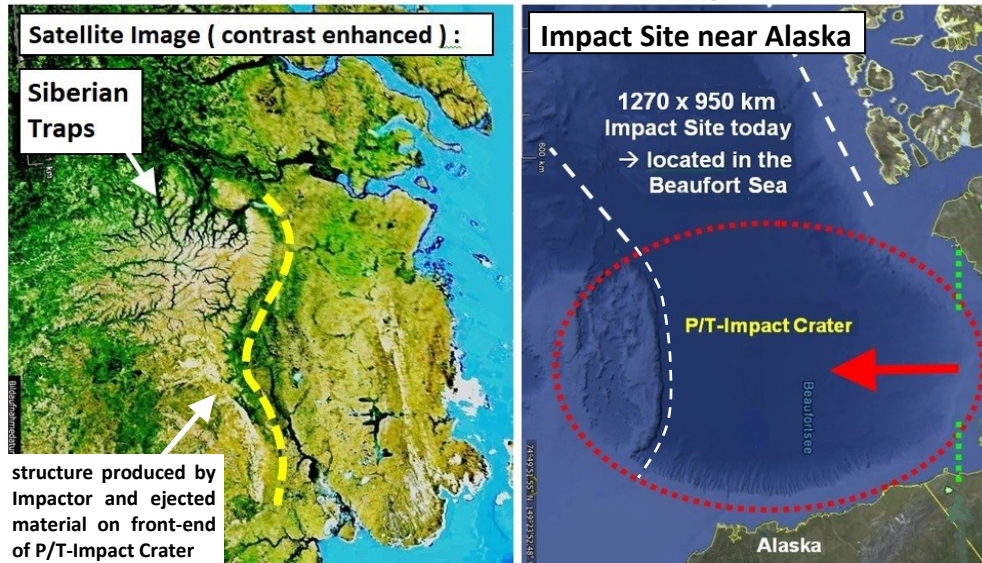 Satellite Image ( contrast enhanced ) :
Siberian
Traps
structure produced by
Impactor and ejected
material on front-end
of P/T-Impact Crater
Impact Site near Alaska
1270 x 950 km
Impact Site today
→ located in the
Beaufort Sea
600 km
P/T-Impact Crater
Beaufortsee
Alaska